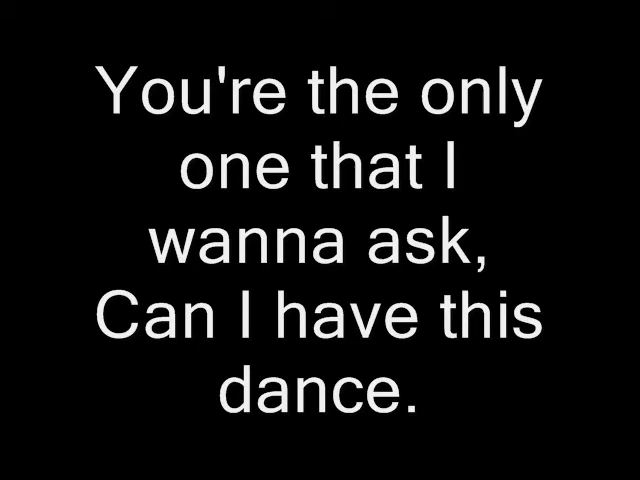 You're the only
one that I
wanna ask,
Can I have this
dance.